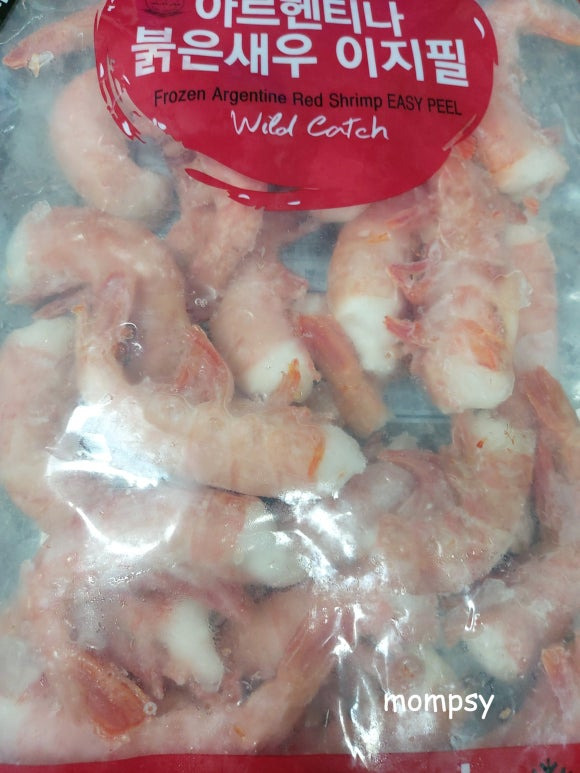 아르헨티나
붉은새우 이지필
Frozen Argentine Red Shrimp EASY PEEL
Wild Catch
mompsy